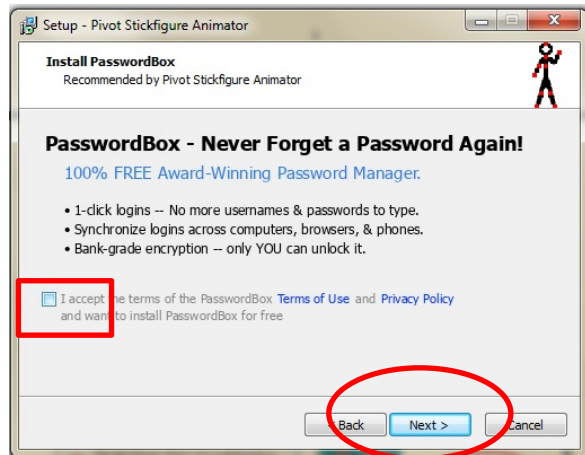 Setup - Pivot Stickfigure Animator
Install PasswordBox
Recommended by Pivot Stickfigure Animator
PasswordBox - Never Forget a Password Again!
100% FREE Award-Winning Password Manager.
• 1-click logins -- No more usernames & passwords to type.
• Synchronize logins across computers, browsers, & phones.
• Bank-grade encryption -- only YOU can unlock it.
I accept the terms of the PasswordBox Terms of Use and Privacy Policy
and want to install PasswordBox for free
< Back Next > Cancel